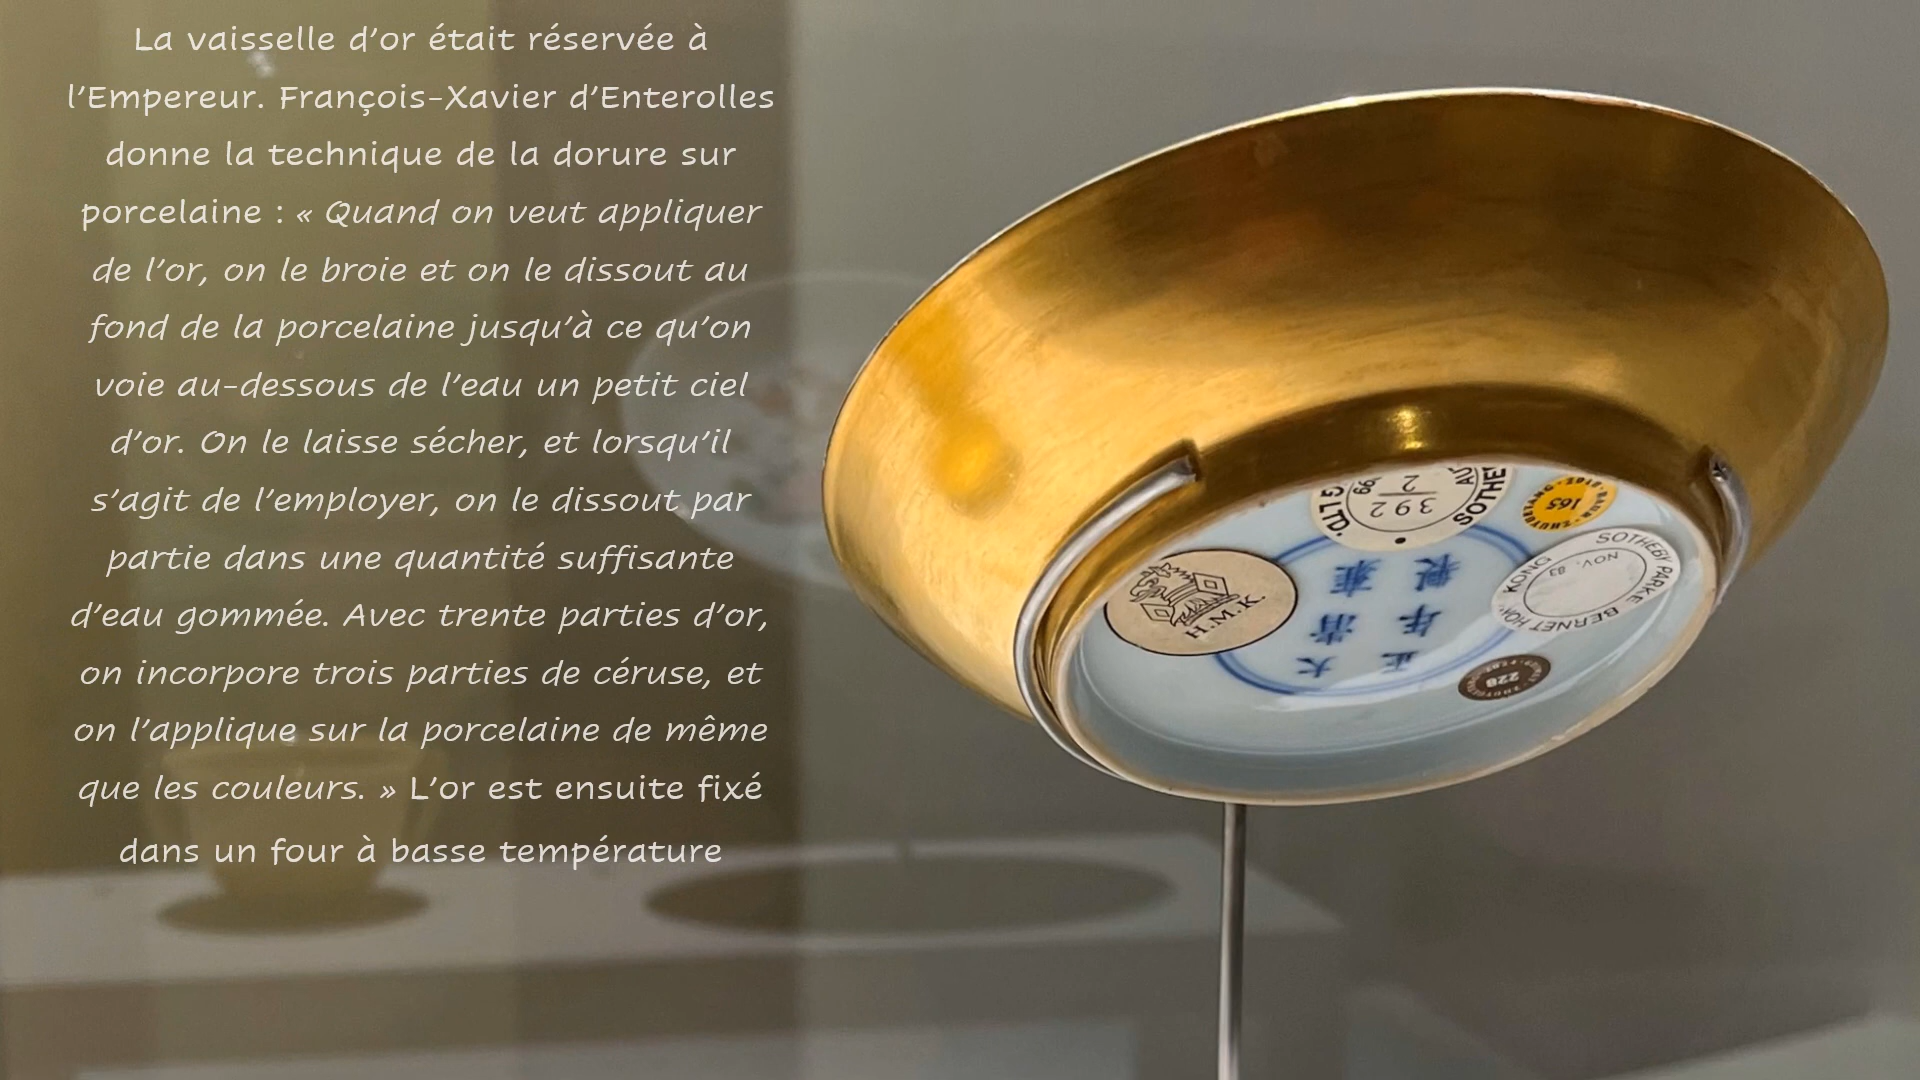 La vaisselle d’or était réservée à
l’Empereur. François-Xavier d’Enterolles
donne la technique de la dorure sur
porcelaine : « Quand on veut appliquer
de l’or, on le broie et on le dissout au
fond de la porcelaine jusqu’à ce qu’on
voie au-dessous de l’eau un petit ciel
d’or. On le laisse sécher, et lorsqu’il
s’agit de l’employer, on le dissout par
partie dans une quantité suffisante
d’eau gommée. Avec trente parties d’or,
on incorpore trois parties de céruse, et
on l’applique sur la porcelaine de même
que les couleurs. » L’or est ensuite fixé
dans un four à basse température
LTD.
392
2
165
SOTHEBY PARKE BERNET
KONG
NOV. 83
H.M.K.
228
大清雍
正年製